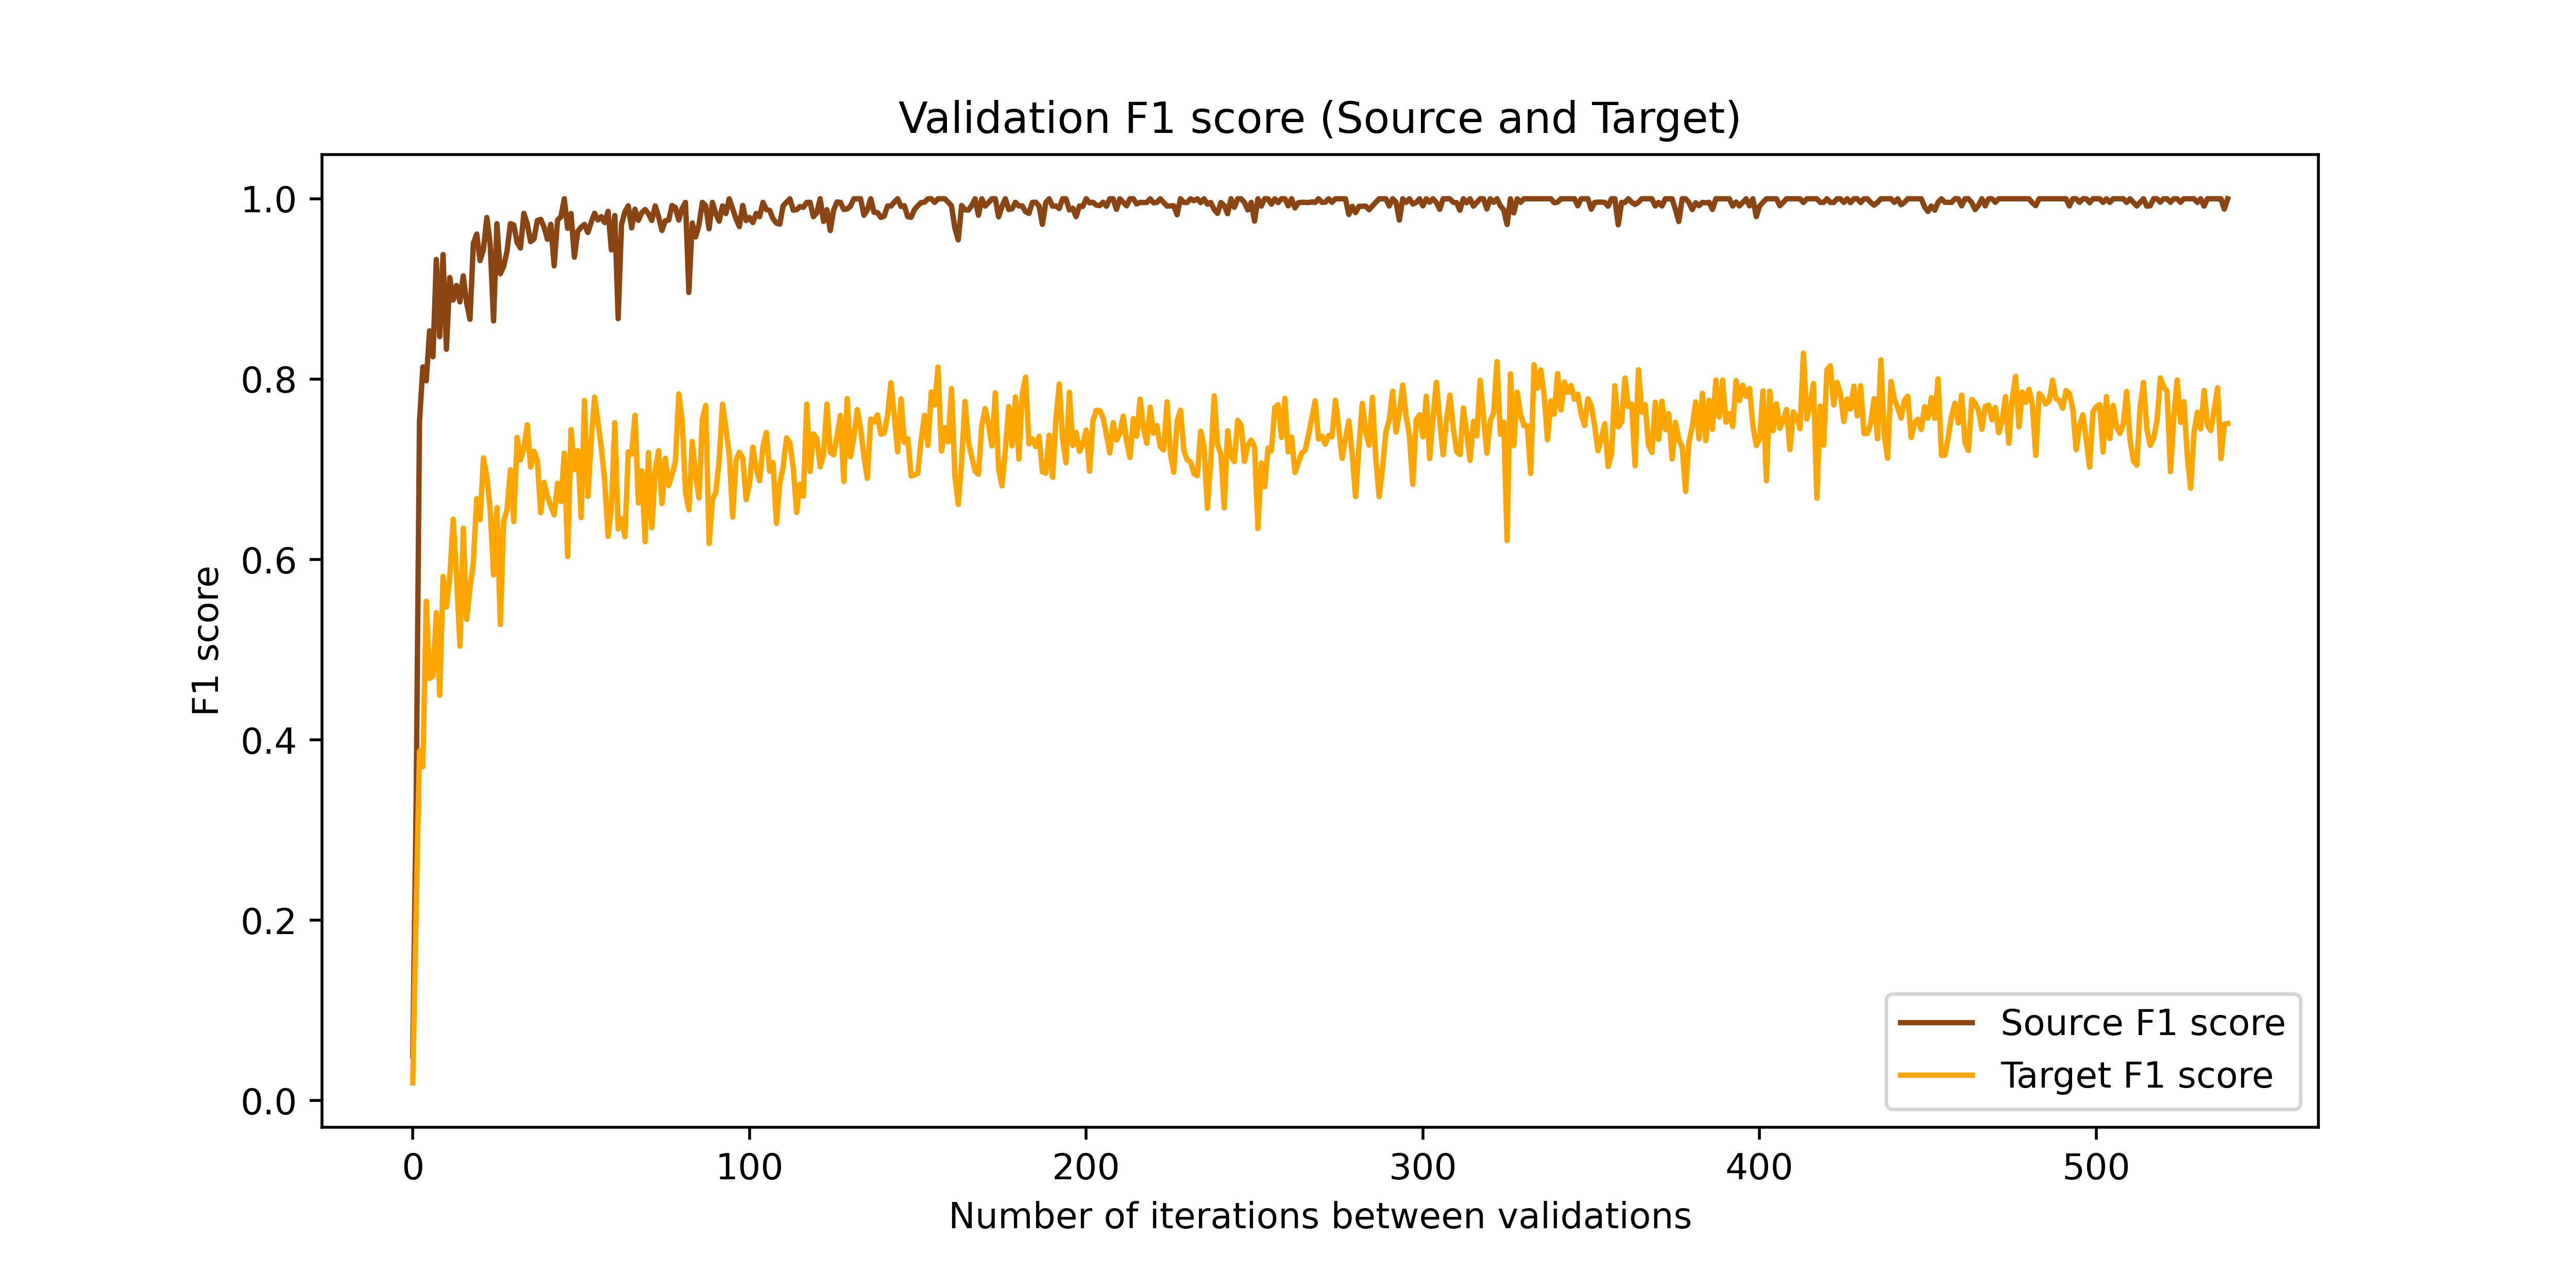 Validation F1 score (Source and Target)
1.0
0.8
0.6
0.4
0.2
0.0
F1 score
0 100 200 300 400 500
Number of iterations between validations
Source F1 score
Target F1 score